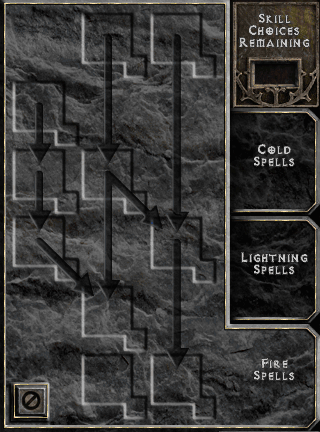 Skill
Choices
Remaining
Cold
Spells
Lightning
Spells
Fire
Spells